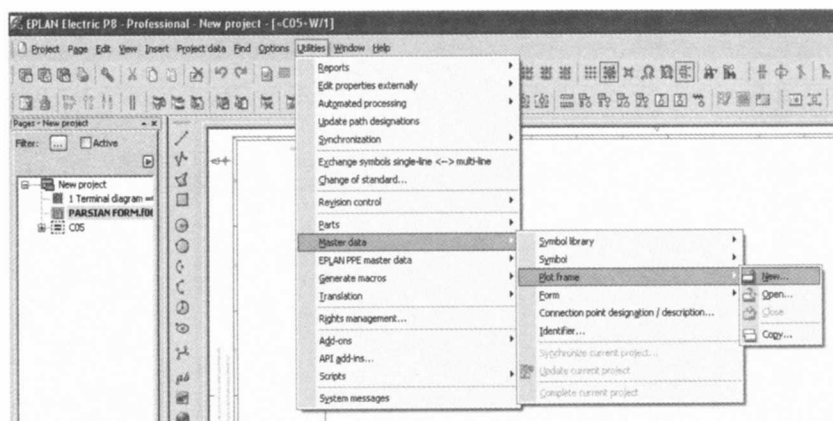 EPLAN Electric P8 - Professional - New project - [=C05+W/1]
Project Page Edit View Insert Project data Find Options Utilities Window Help
Pages - New project
Filter: ... Active
New project
1 Terminal diagram
PARSIAN FORM.f0
C05
Reports
Edit properties externally
Automated processing
Update path designations
Synchronization
Exchange symbols single-line <--> multi-line
Change of standard...
Revision control
Parts
Master data
EPLAN PPE master data
Generate macros
Translation
Rights management...
Add-ons
API add-ins...
Scripts
System messages
Symbol library
Symbol
Plot frame
Form
Connection point designation / description...
Identifier...
Synchronize current project...
Update current project
Complete current project
New...
Open...
Close
Copy...